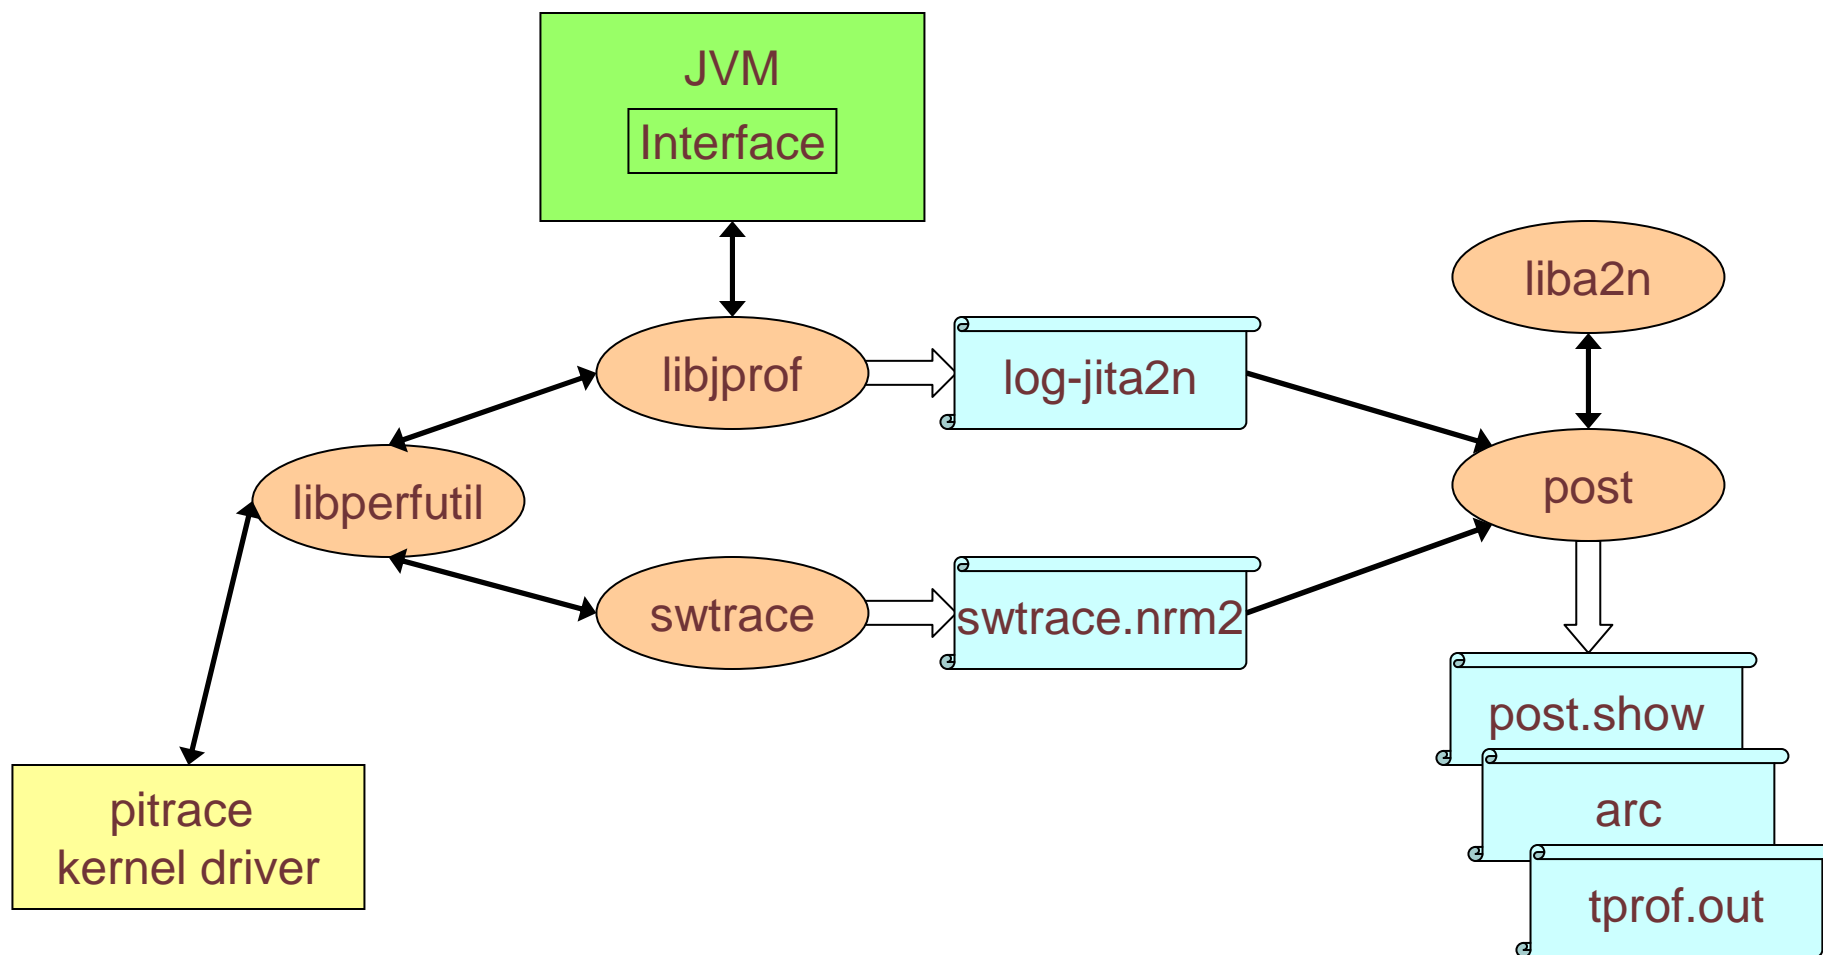 JVM
Interface
liba2n
libjprof
log-jita2n
post
libperfutil
swtrace
swtrace.nrm2
post.show
pitrace
kernel driver
arc
tprof.out